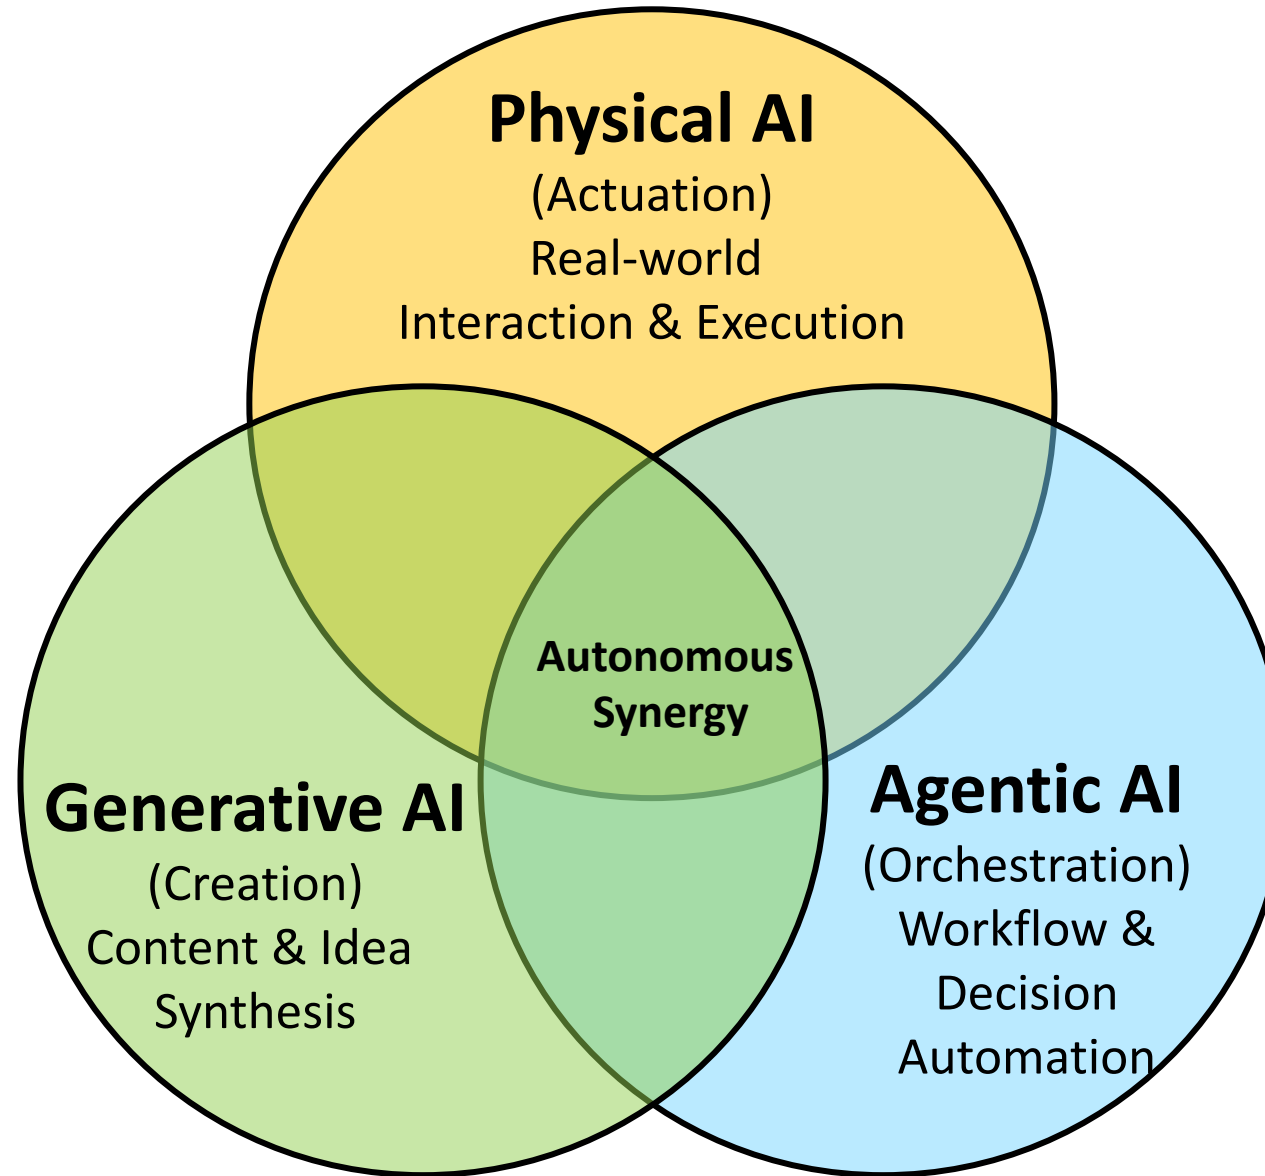 Physical AI
(Actuation)
Real-world
Interaction & Execution
Autonomous
Synergy
Generative AI
(Creation)
Content & Idea
Synthesis
Agentic AI
(Orchestration)
Workflow &
Decision
Automation